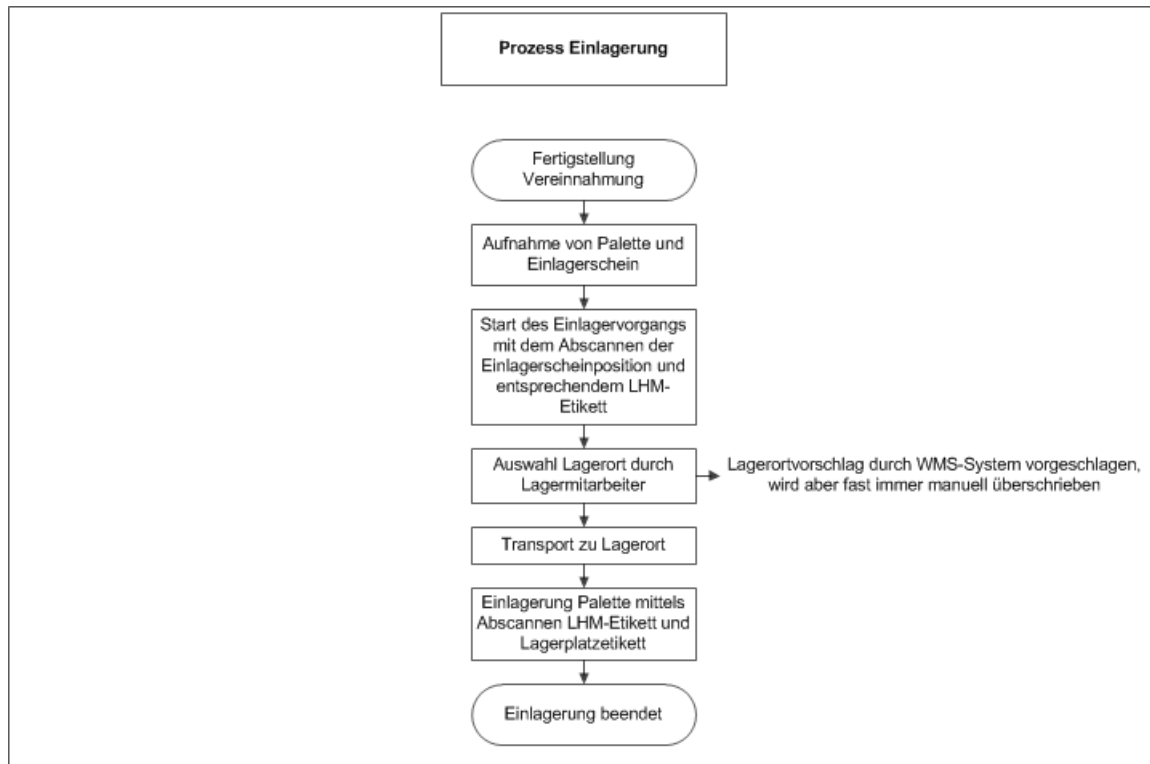 Prozess Einlagerung
Fertigstellung
Vereinnahmung
Aufnahme von Palette und
Einlagerschein
Start des Einlagervorgangs
mit dem Abscannen der
Einlagerscheinposition und
entsprechendem LHM-
Etikett
Auswahl Lagerort durch
Lagermitarbeiter
Lagerortvorschlag durch WMS-System vorgeschlagen,
wird aber fast immer manuell überschrieben
Transport zu Lagerort
Einlagerung Palette mittels
Abscannen LHM-Etikett und
Lagerplatzetikett
Einlagerung beendet